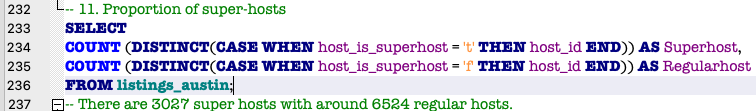 232 -- 11. Proportion of super-hosts
233 SELECT
234 COUNT (DISTINCT(CASE WHEN host_is_superhost = 't' THEN host_id END)) AS Superhost,
235 COUNT (DISTINCT(CASE WHEN host_is_superhost = 'f' THEN host_id END)) AS Regularhost
236 FROM listings_austin;
237 -- There are 3027 super hosts with around 6524 regular hosts.